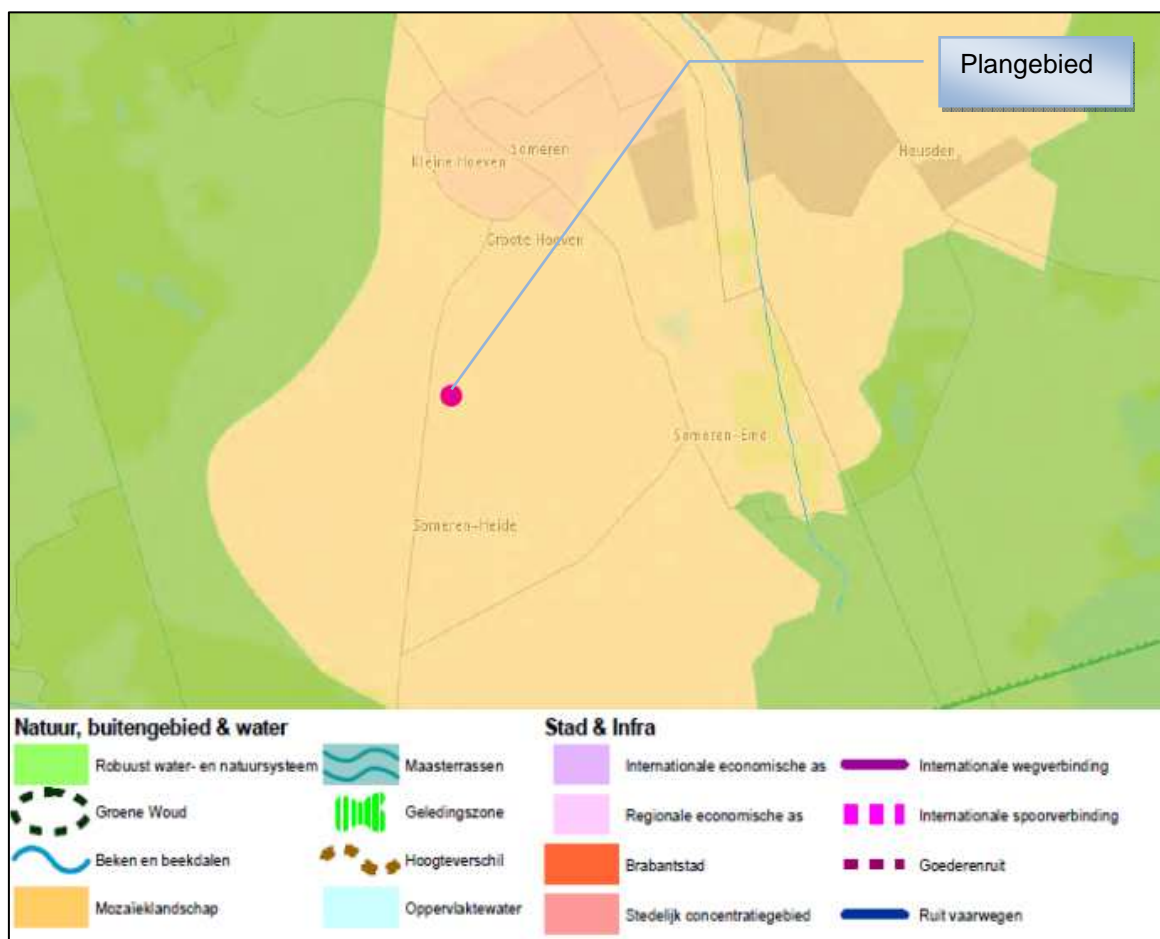 Plangebied
Someren
Kleine Hoeven
Heusden
Groote Hoeven
Someren-Eind
Someren-Heide
Natuur, buitengebied & water
Robuust water- en natuursysteem
Groene Woud
Beken en beekdalen
Mozaïeklandschap
Maasterrassen
Geledingszone
Hoogteverschil
Oppervlaktewater
Stad & Infra
Internationale economische as
Regionale economische as
Brabantstad
Stedelijk concentratiegebied
Internationale wegverbinding
Internationale spoorverbinding
Goederenruit
Ruit vaarwegen